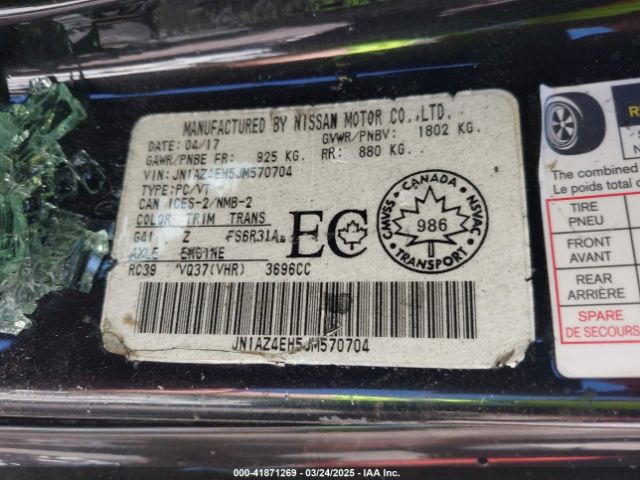 MANUFACTURED BY NISSAN MOTOR CO.,LTD.
DATE: 04/17 GVWR/PNBV: 1802 KG.
GAWR/PNBE FR: 925 KG. RR: 880 KG.
VIN: JN1AZ4EH5JM570704
TYPE:PC/VT
CAN ICES-2/NMB-2
COLOR TRIM TRANS
G41 Z FS6R31A
AXLE ENGINE
RC39 VQ37(VHR) 3696CC
EC
CANADA
CMVSS
NSVAC
986
TRANSPORT
JN1AZ4EH5JM570704
The combined
Le poids total
TIRE
PNEU
FRONT
AVANT
REAR
ARRIÈRE
SPARE
DE SECOURS
000-41871269 - 03/24/2025 - IAA Inc.